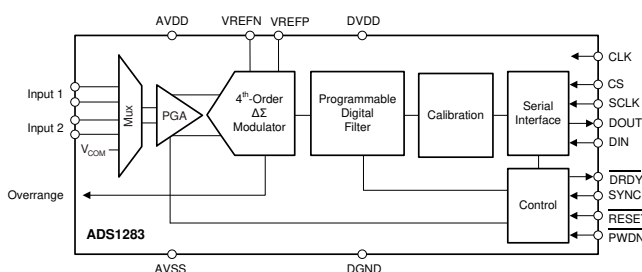 AVDD
VREFN
VREFP
DVDD
CLK
Input 1
Input 2
VCOM
Mux
PGA
4th-Order
ΔΣ
Modulator
Programmable
Digital
Filter
Calibration
Serial
Interface
CS
SCLK
DOUT
DIN
Overrange
Control
DRDY
SYNC
RESET
PWDN
ADS1283
AVSS
DGND